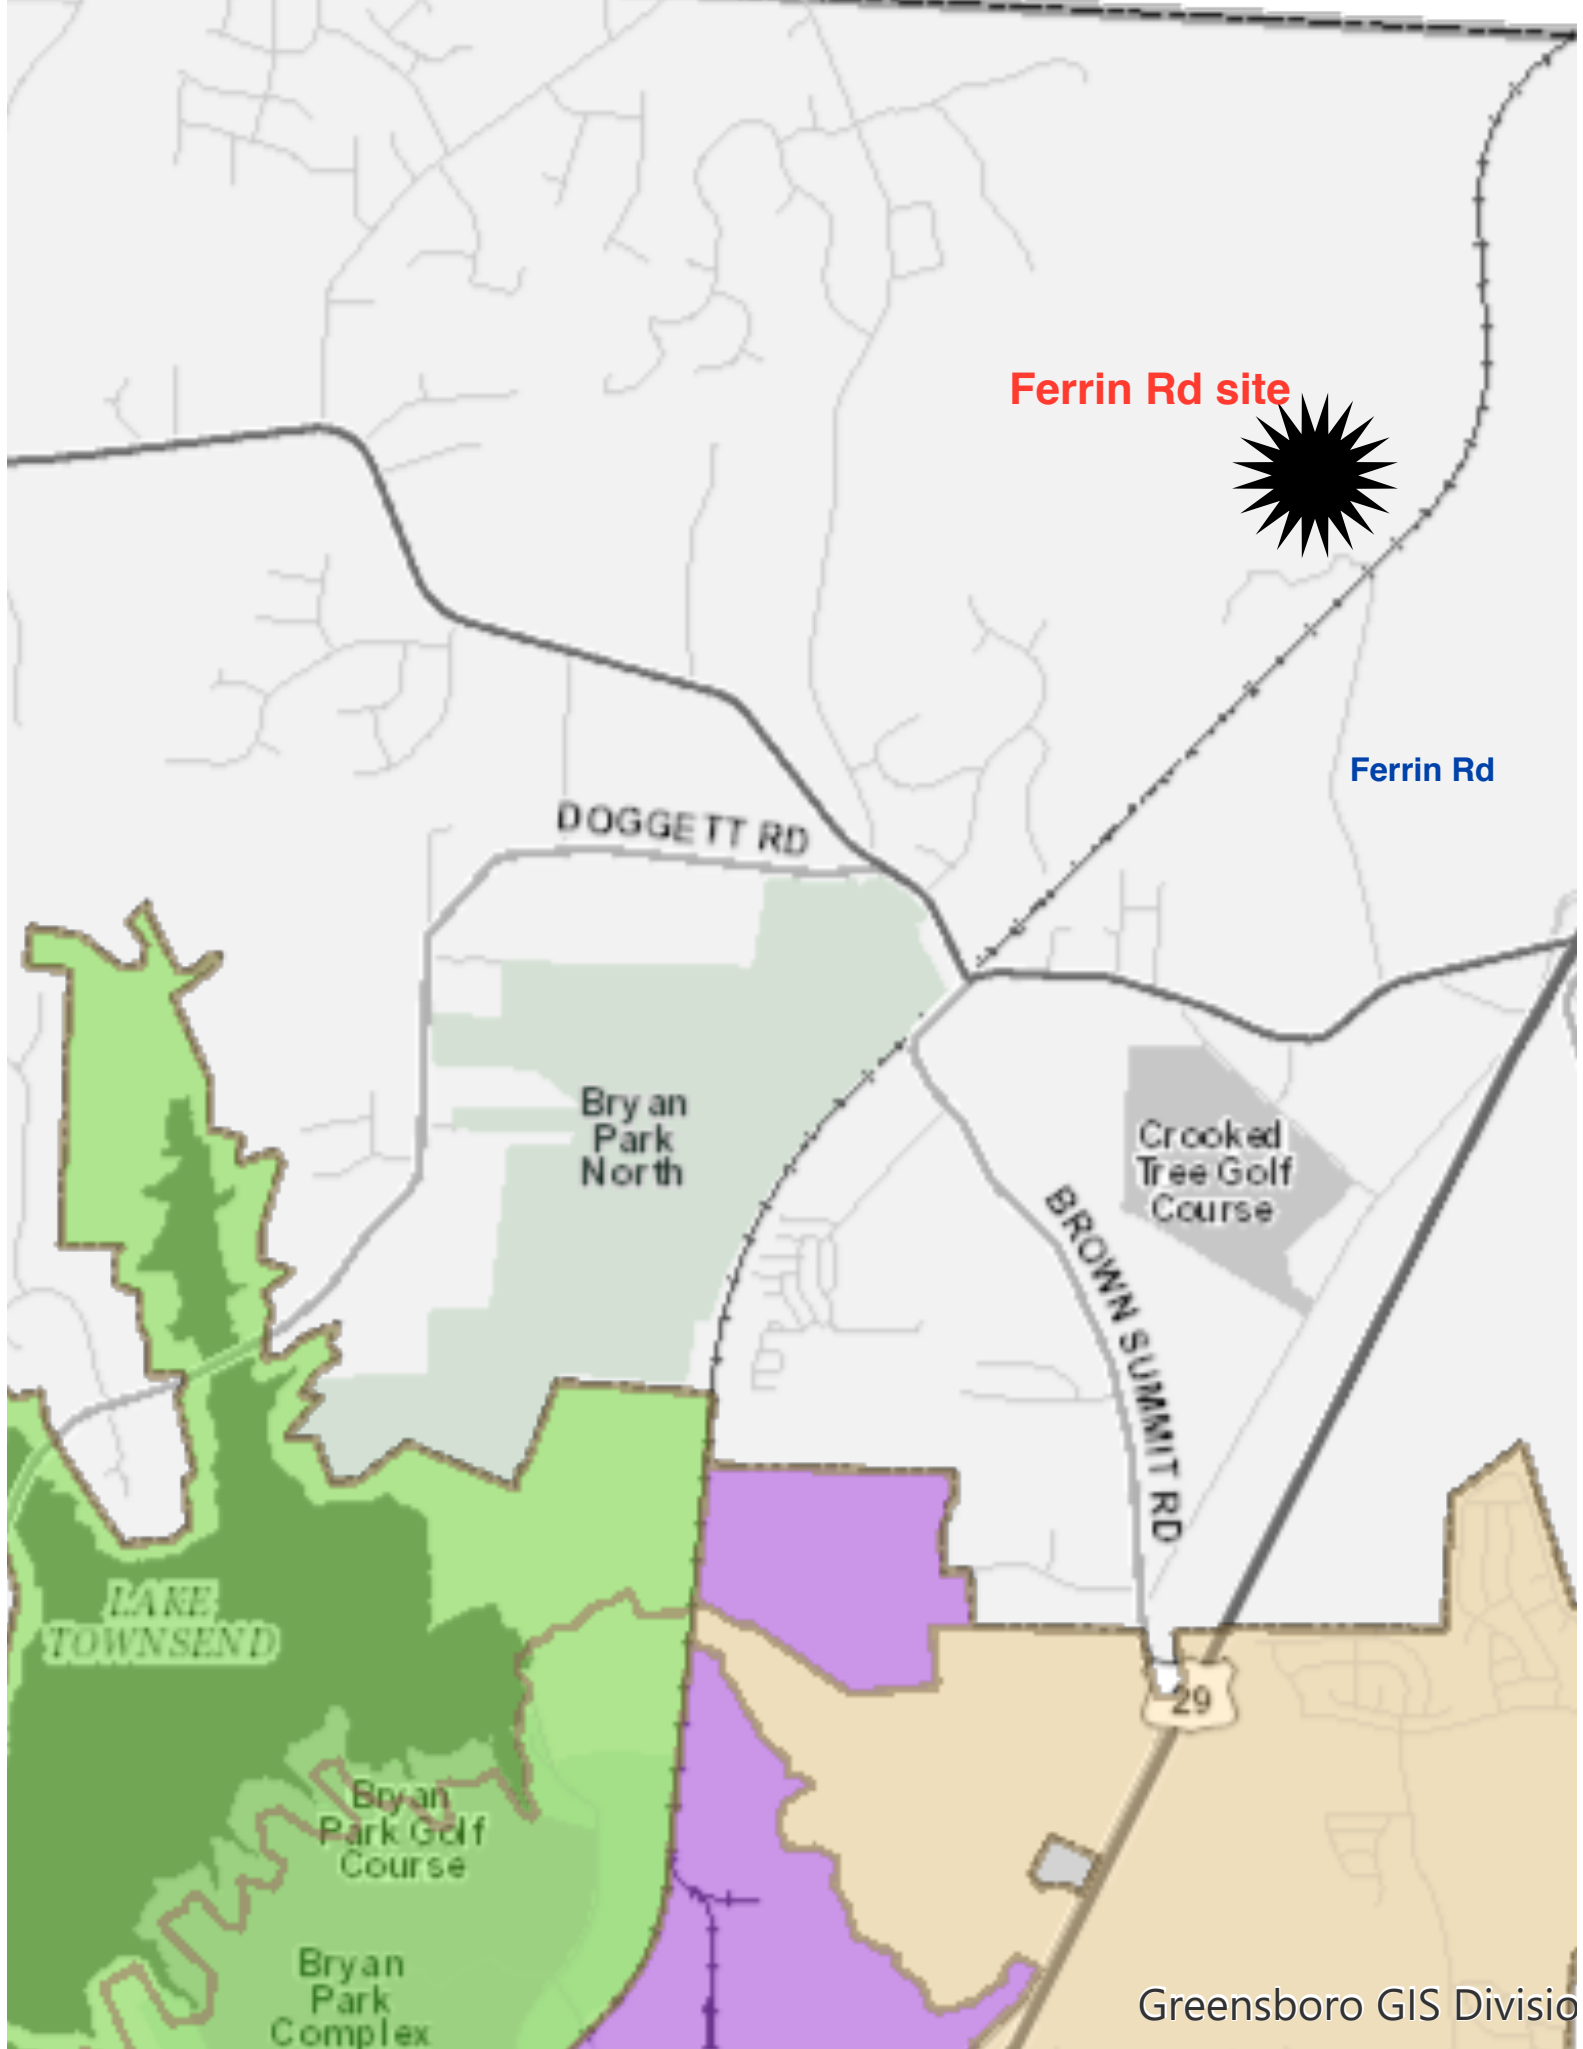 Ferrin Rd site
Ferrin Rd
DOGGETT RD
Bryan
Park
North
Crooked
Tree Golf
Course
BROWN SUMMIT RD
LAKE
TOWNSEND
29
Bryan
Park Golf
Course
Bryan
Park
Complex
Greensboro GIS Divisio